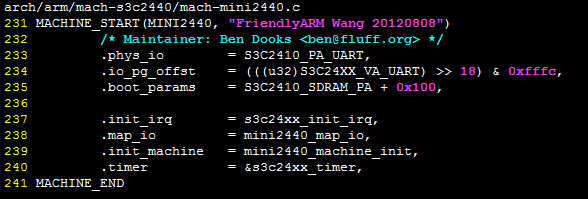 arch/arm/mach-s3c2440/mach-mini2440.c
231 MACHINE_START(MINI2440, "FriendlyARM Wang 20120808")
232 /* Maintainer: Ben Dooks <ben@fluff.org> */
233 .phys_io = S3C2410_PA_UART,
234 .io_pg_offst = (((u32)S3C24XX_VA_UART) >> 18) & 0xfffc,
235 .boot_params = S3C2410_SDRAM_PA + 0x100,
236
237 .init_irq = s3c24xx_init_irq,
238 .map_io = mini2440_map_io,
239 .init_machine = mini2440_machine_init,
240 .timer = &s3c24xx_timer,
241 MACHINE_END